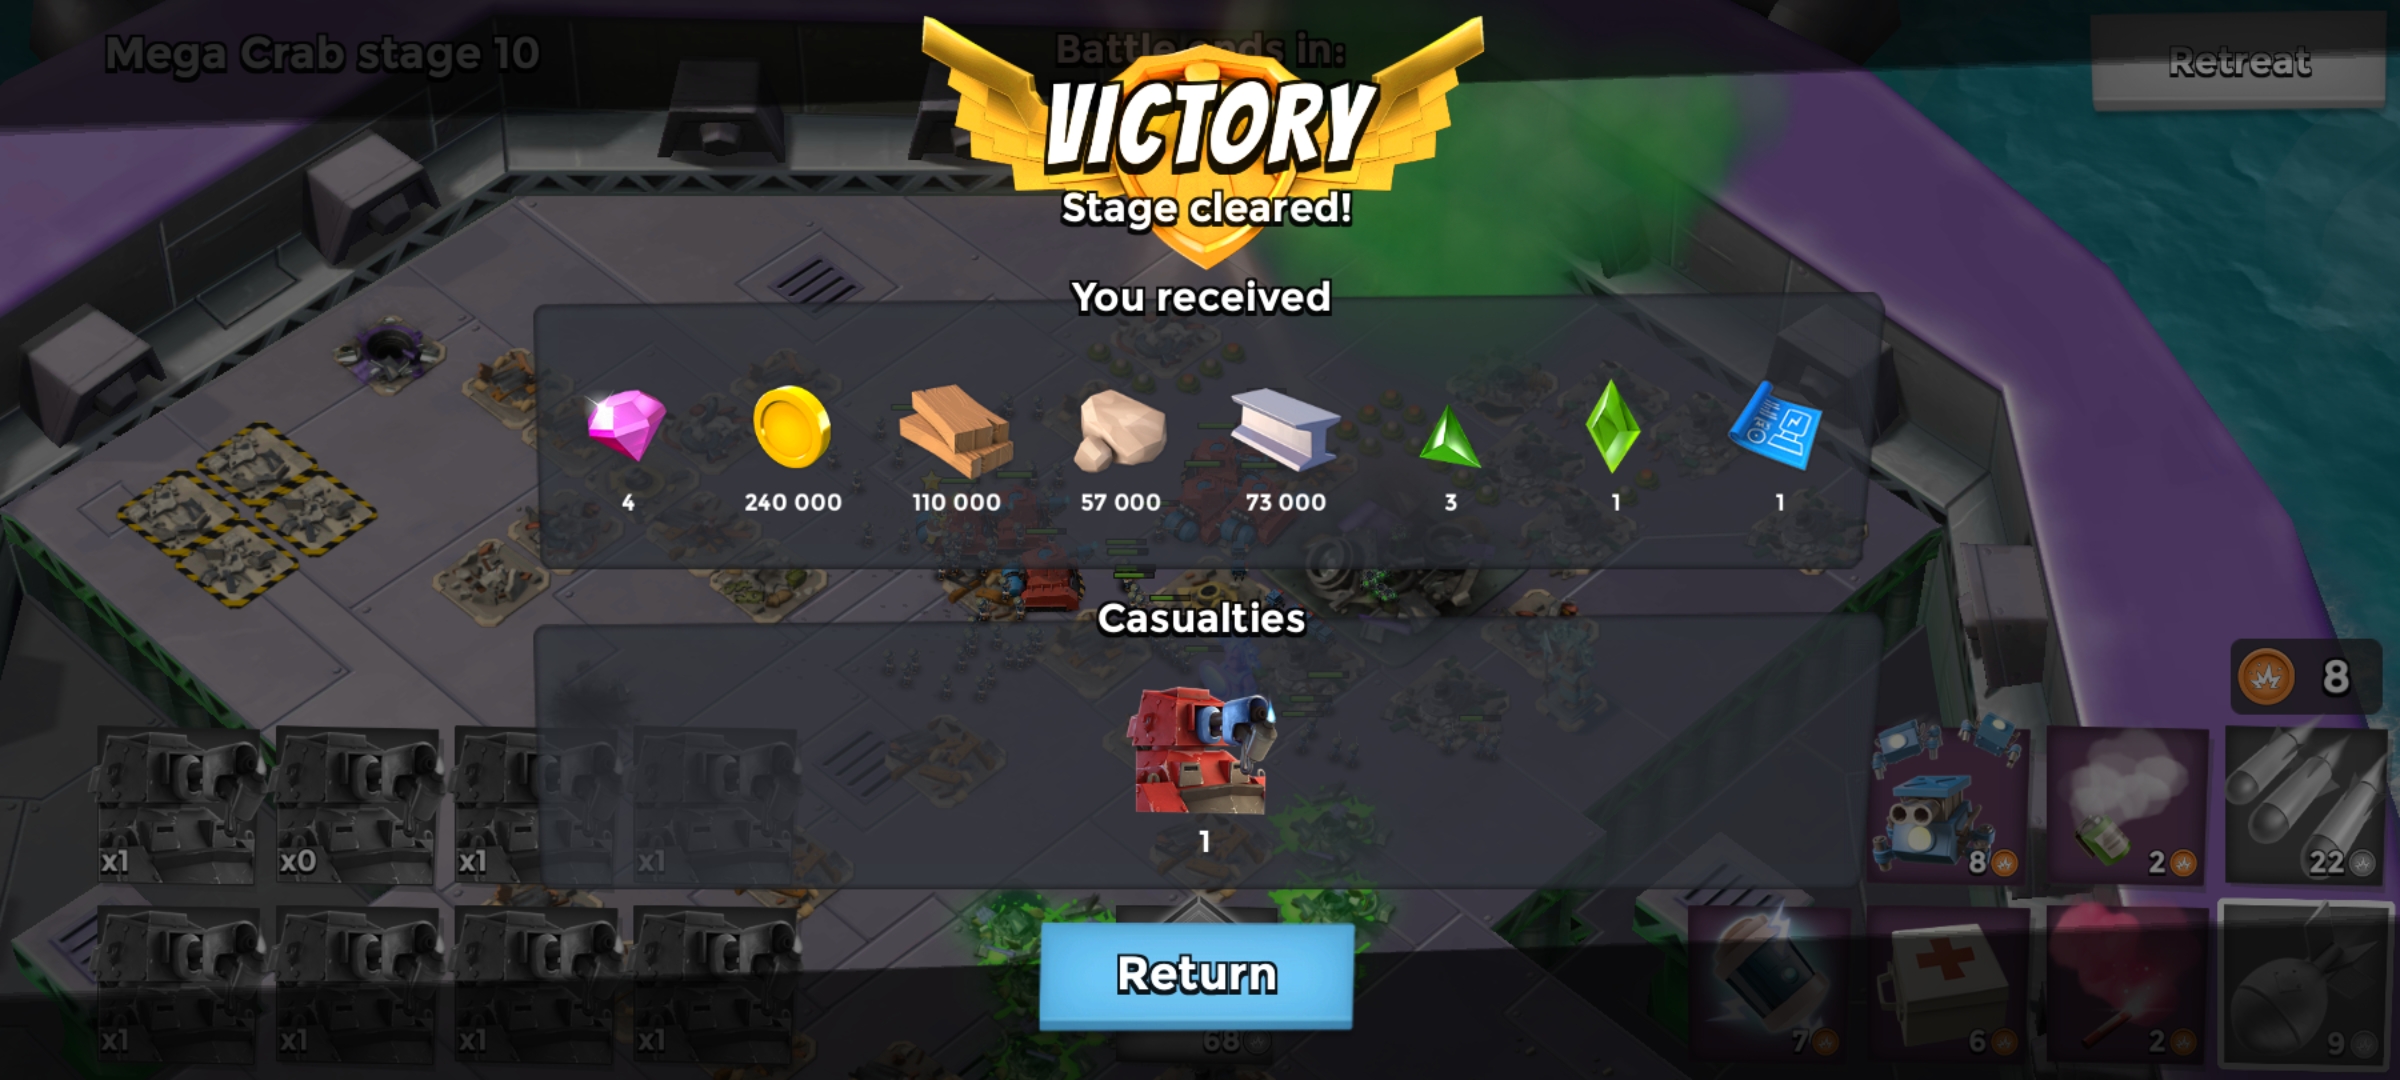 Mega Crab stage 10
Battle ends in:
Retreat
VICTORY
Stage cleared!
You received
4
240 000
110 000
57 000
73 000
3
1
1
Casualties
1
8
x1
x0
x1
x1
8
2
22
x1
x1
x1
x1
Return
68
7
6
2
9